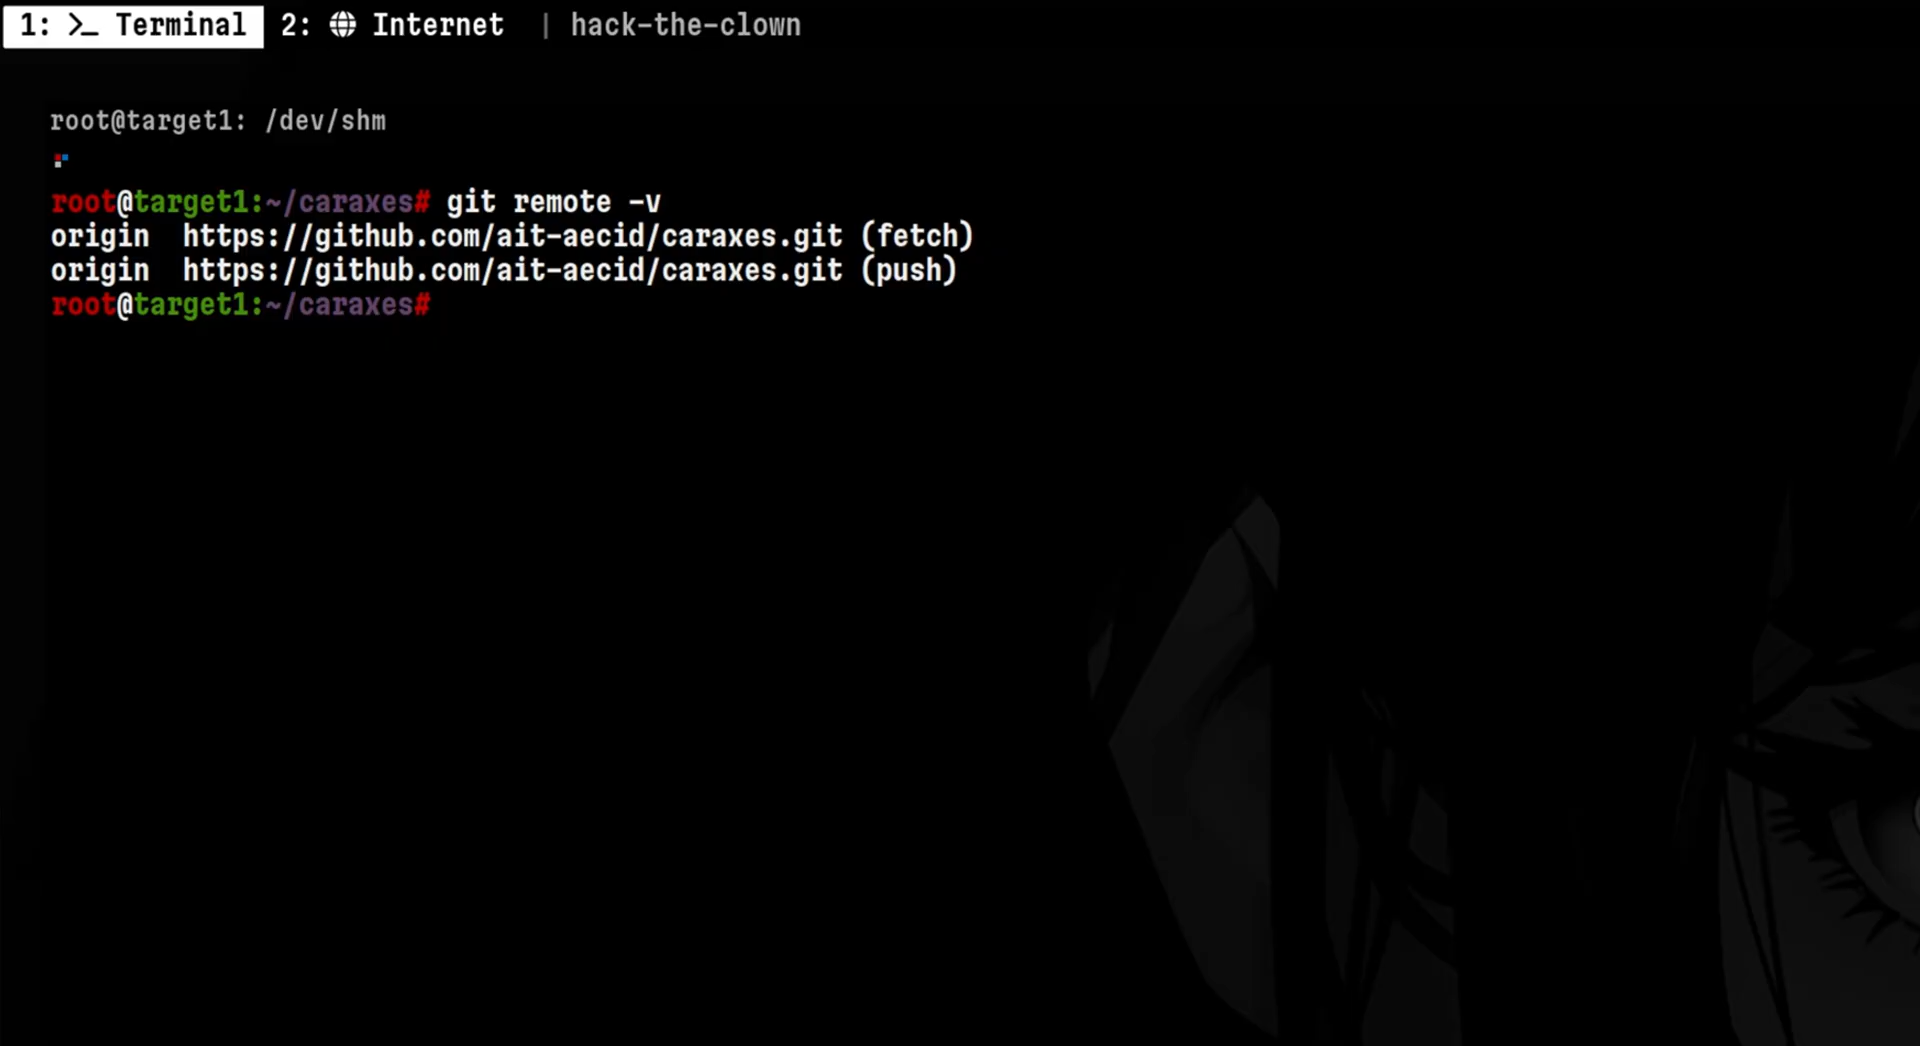 1: >_ Terminal 2: Internet | hack-the-clown
root@target1: /dev/shm
root@target1:~/caraxes# git remote -v
origin  https://github.com/ait-aecid/caraxes.git (fetch)
origin  https://github.com/ait-aecid/caraxes.git (push)
root@target1:~/caraxes#